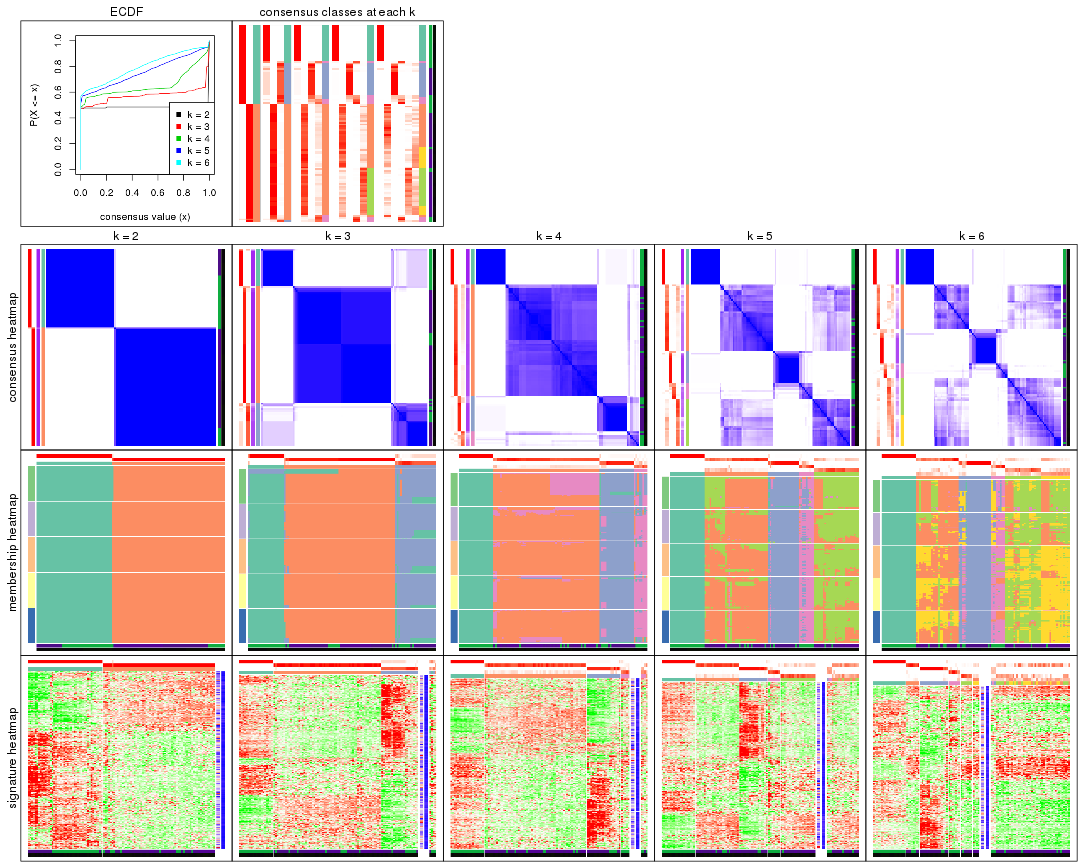 ECDF
consensus classes at each k
P(X <= x)
1.0
0.8
0.6
0.4
0.2
0.0
k = 2
k = 3
k = 4
k = 5
k = 6
0.0 0.2 0.4 0.6 0.8 1.0
consensus value (x)
k = 2
k = 3
k = 4
k = 5
k = 6
consensus heatmap
membership heatmap
signature heatmap